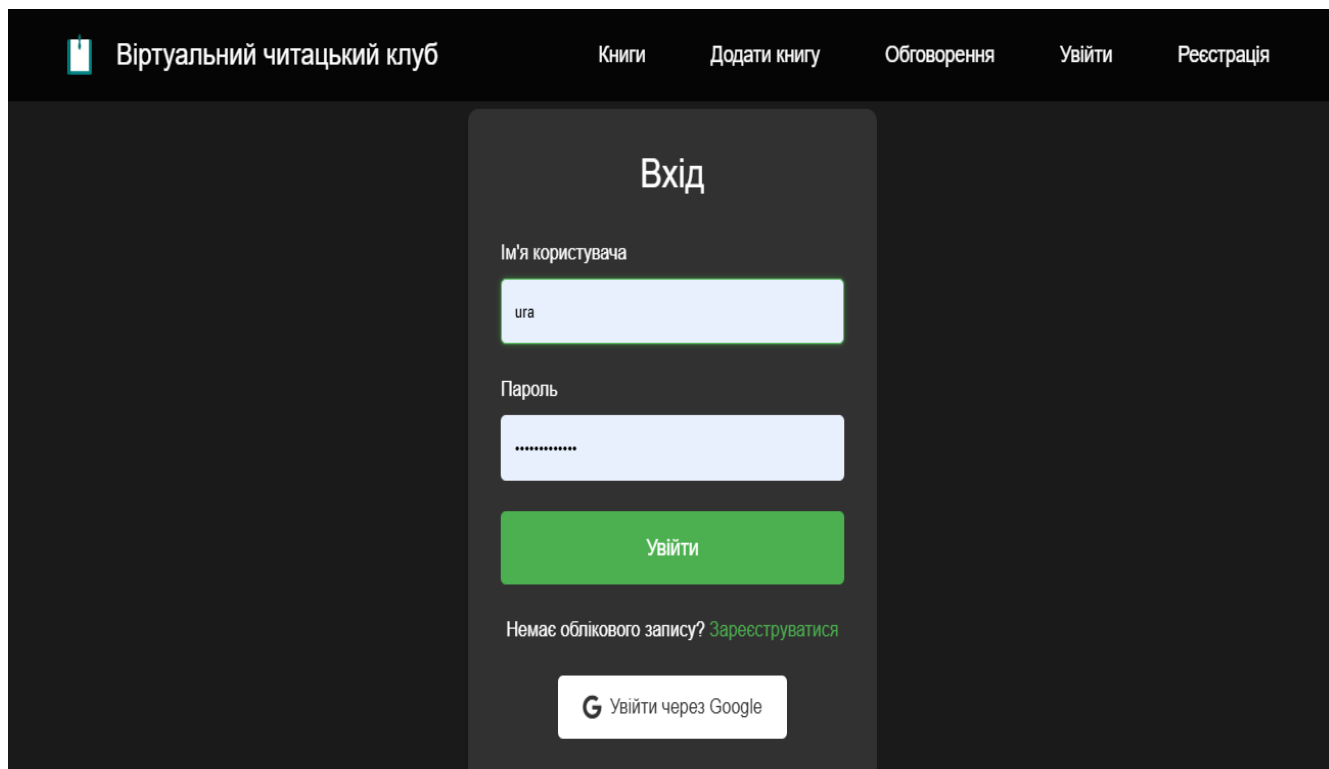 Віртуальний читацький клуб Книги Додати книгу Обговорення Увійти Реєстрація
Вхід
Ім'я користувача
ura
Пароль
•••••••••••••
Увійти
Немає облікового запису? Зареєструватися
G Увійти через Google